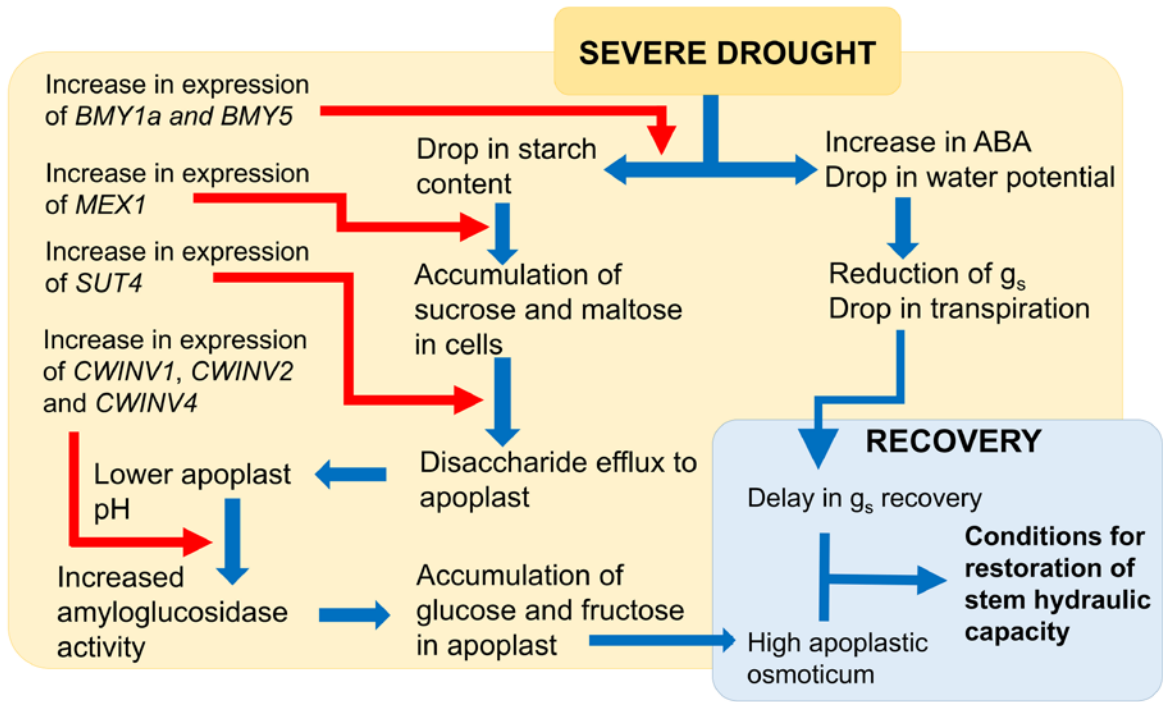 SEVERE DROUGHT
Increase in expression
of BMY1a and BMY5
Increase in expression
of MEX1
Increase in expression
of SUT4
Increase in expression
of CWINV1, CWINV2
and CWINV4
Drop in starch
content
Accumulation of
sucrose and maltose
in cells
Disaccharide efflux to
apoplast
Lower apoplast
pH
Increased
amyloglucosidase
activity
Accumulation of
glucose and fructose
in apoplast
Increase in ABA
Drop in water potential
Reduction of gs
Drop in transpiration
RECOVERY
Delay in gs recovery
High apoplastic
osmoticum
Conditions for
restoration of
stem hydraulic
capacity